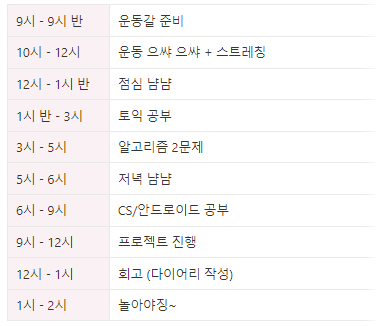 9시 - 9시 반 운동갈 준비
10시 - 12시 운동 으쌰 으쌰 + 스트레칭
12시 - 1시 반 점심 냠냠
1시 반 - 3시 토익 공부
3시 - 5시 알고리즘 2문제
5시 - 6시 저녁 냠냠
6시 - 9시 CS/안드로이드 공부
9시 - 12시 프로젝트 진행
12시 - 1시 회고 (다이어리 작성)
1시 - 2시 놀아야징~